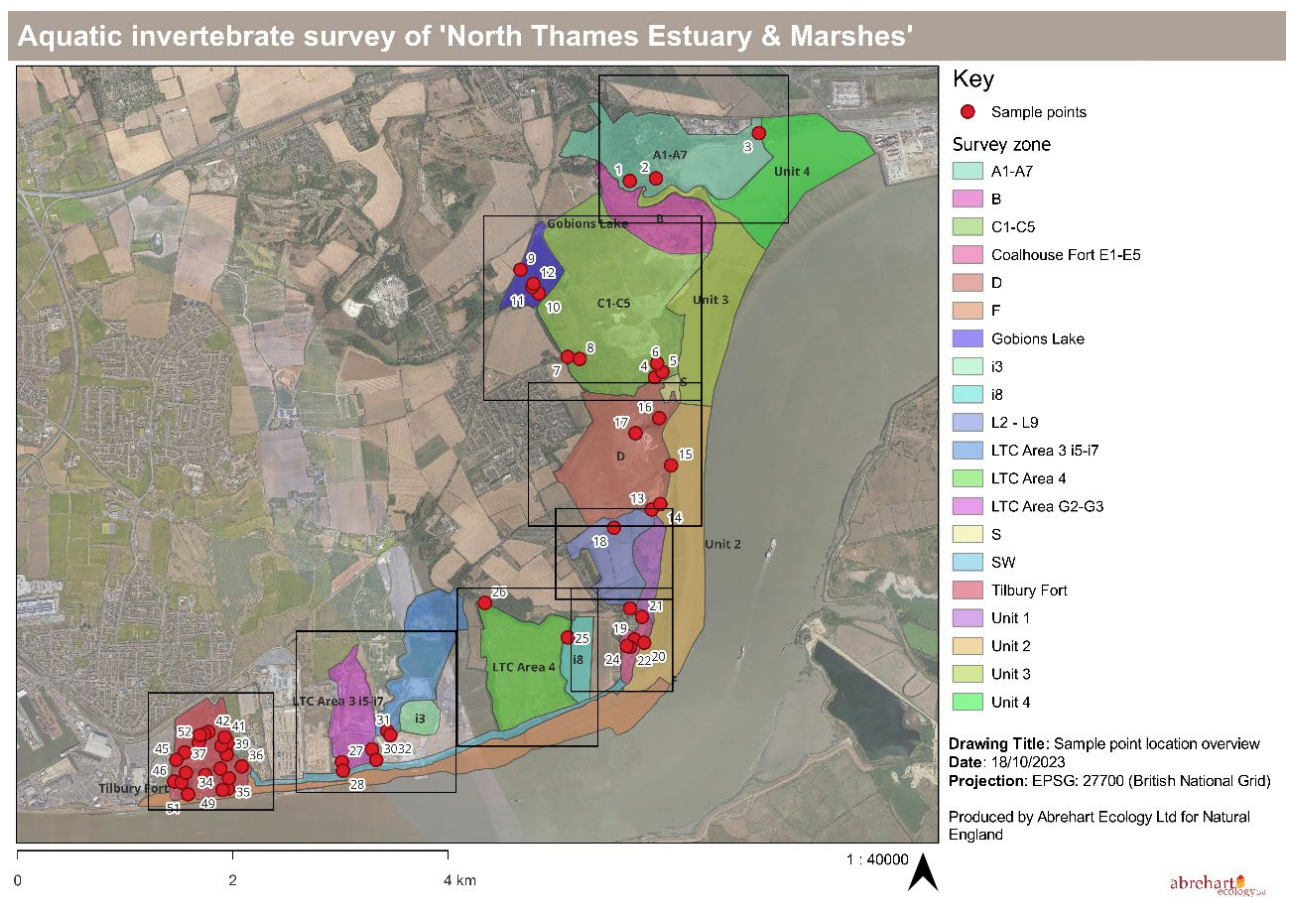 Aquatic invertebrate survey of 'North Thames Estuary & Marshes'
Key
Sample points
Survey zone
A1-A7
B
C1-C5
Coalhouse Fort E1-E5
D
F
Gobions Lake
i3
i8
L2 - L9
LTC Area 3 i5-i7
LTC Area 4
LTC Area G2-G3
S
SW
Tilbury Fort
Unit 1
Unit 2
Unit 3
Unit 4
Drawing Title: Sample point location overview
Date: 18/10/2023
Projection: EPSG: 27700 (British National Grid)
Produced by Abrehart Ecology Ltd for Natural
England
A1-A7
3
1
2
Unit 4
B
Gobions Lake
9
12
11
10
C1-C5
Unit 3
6
8
5
7
4
S
16
17
15
D
13
14
18
Unit 2
26
21
19
25
24
22
20
i8
LTC Area 4
F
LTC Area 3 i5-i7
31
i3
27
30
32
28
42
41
52
39
45
37
36
46
34
Tilbury Fort
35
51
49
0
2
4 km
1 : 40000
abrehart
ecology Ltd